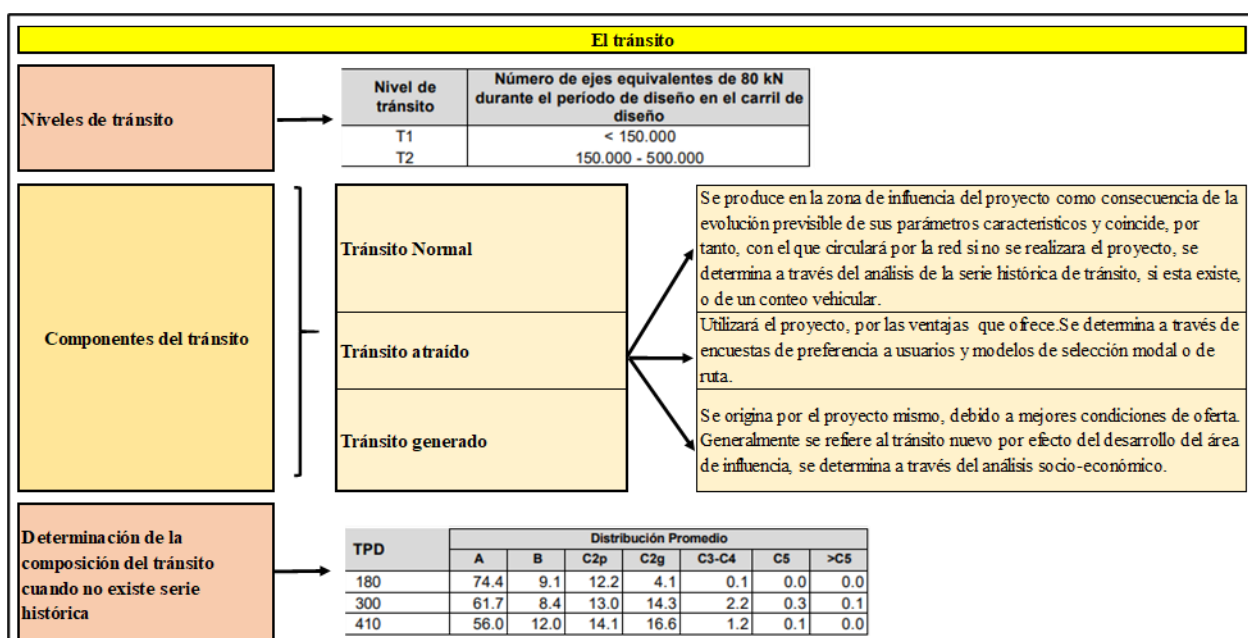 El tránsito
Niveles de tránsito
Nivel de tránsito
Número de ejes equivalentes de 80 kN
durante el período de diseño en el carril de
diseño
T1 < 150.000
T2 150.000 - 500.000
Componentes del tránsito
Tránsito Normal
Se produce en la zona de influencia del proyecto como consecuencia de la
evolución previsible de sus parámetros característicos y coincide, por
tanto, con el que circulará por la red si no se realizara el proyecto, se
determina a través del análisis de la serie histórica de tránsito, si esta existe,
o de un conteo vehicular.
Tránsito atraído
Utilizará el proyecto, por las ventajas que ofrece.Se determina a través de
encuestas de preferencia a usuarios y modelos de selección modal o de
ruta.
Tránsito generado
Se origina por el proyecto mismo, debido a mejores condiciones de oferta.
Generalmente se refiere al tránsito nuevo por efecto del desarrollo del área
de influencia, se determina a través del análisis socio-económico.
Determinación de la
composición del tránsito
cuando no existe serie
histórica
TPD Distribución Promedio
A B C2p C2g C3-C4 C5 >C5
180 74.4 9.1 12.2 4.1 0.1 0.0 0.0
300 61.7 8.4 13.0 14.3 2.2 0.3 0.1
410 56.0 12.0 14.1 16.6 1.2 0.1 0.0